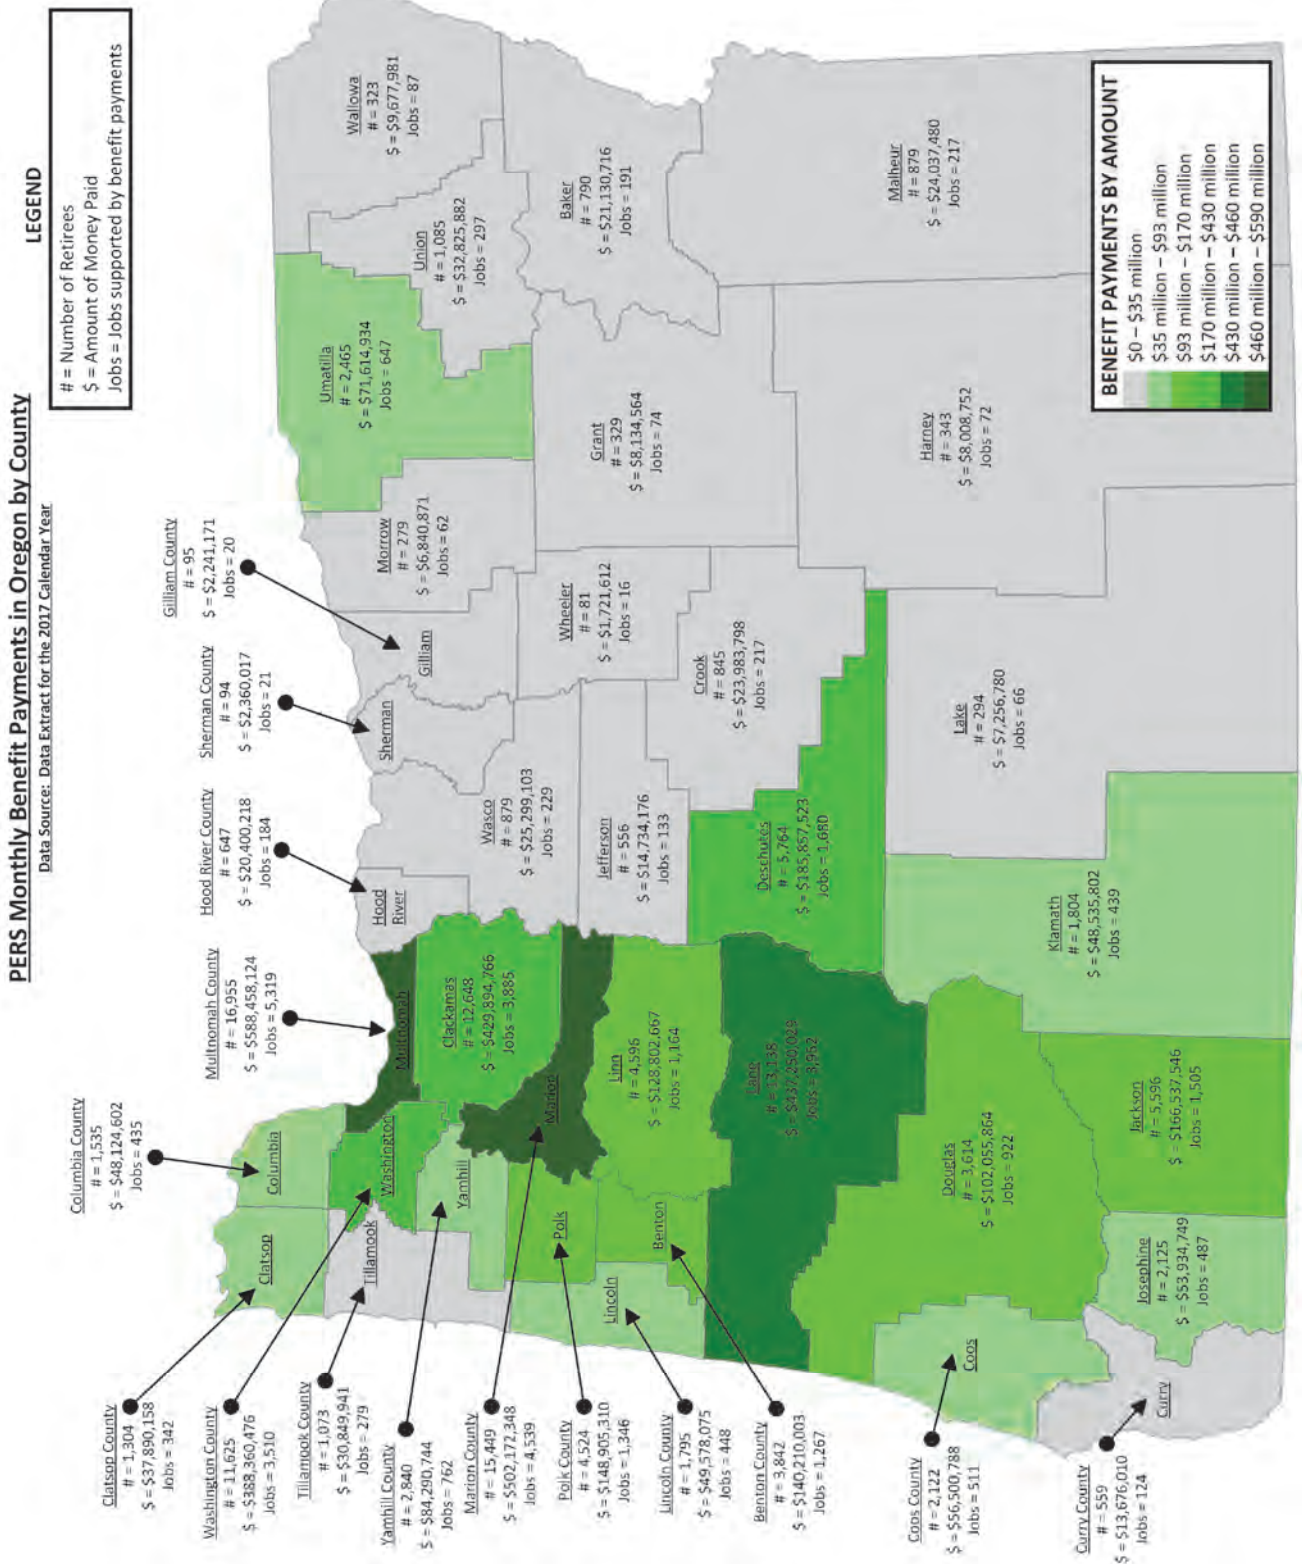 PERS Monthly Benefit Payments in Oregon by County
Data Source: Data Extract for the 2017 Calendar Year
LEGEND
# = Number of Retirees
$ = Amount of Money Paid
Jobs = Jobs supported by benefit payments
Clatsop County
# = 1,304
$ = $37,890,158
Jobs = 342
Columbia County
# = 1,535
$ = $48,124,602
Jobs = 435
Multnomah County
# = 16,955
$ = $588,458,124
Jobs = 5,319
Hood River County
# = 647
$ = $20,400,218
Jobs = 184
Sherman County
# = 94
$ = $2,360,017
Jobs = 21
Gilliam County
# = 95
$ = $2,241,171
Jobs = 20
Washington County
# = 11,625
$ = $388,360,476
Jobs = 3,510
Tillamook County
# = 1,073
$ = $30,849,941
Jobs = 279
Yamhill County
# = 2,840
$ = $84,290,744
Jobs = 762
Marion County
# = 15,449
$ = $502,172,348
Jobs = 4,539
Polk County
# = 4,524
$ = $148,905,310
Jobs = 1,346
Lincoln County
# = 1,795
$ = $49,578,075
Jobs = 448
Benton County
# = 3,842
$ = $140,210,003
Jobs = 1,267
Coos County
# = 2,122
$ = $56,500,788
Jobs = 511
Curry County
# = 559
$ = $13,676,010
Jobs = 124
Clatsop
Columbia
Tillamook
Washington
Multnomah
Hood
River
Sherman
Gilliam
Morrow
# = 279
$ = $6,840,871
Jobs = 62
Umatilla
# = 2,465
$ = $71,614,934
Jobs = 647
Union
# = 1,085
$ = $32,825,882
Jobs = 297
Wallowa
# = 323
$ = $9,677,981
Jobs = 87
Yamhill
Clackamas
# = 12,648
$ = $429,894,766
Jobs = 3,885
Wasco
# = 879
$ = $25,299,103
Jobs = 229
Polk
Marion
Lincoln
Benton
Linn
# = 4,596
$ = $128,802,667
Jobs = 1,164
Jefferson
# = 556
$ = $14,734,176
Jobs = 133
Wheeler
# = 81
$ = $1,721,612
Jobs = 16
Grant
# = 329
$ = $8,134,564
Jobs = 74
Baker
# = 790
$ = $21,130,716
Jobs = 191
Lane
# = 13,138
$ = $437,250,029
Jobs = 3,962
Deschutes
# = 5,764
$ = $185,857,523
Jobs = 1,680
Crook
# = 845
$ = $23,983,798
Jobs = 217
Coos
Douglas
# = 3,614
$ = $102,055,864
Jobs = 922
Klamath
# = 1,804
$ = $48,535,802
Jobs = 439
Lake
# = 294
$ = $7,256,780
Jobs = 66
Harney
# = 343
$ = $8,008,752
Jobs = 72
Malheur
# = 879
$ = $24,037,480
Jobs = 217
Curry
Josephine
# = 2,125
$ = $53,934,749
Jobs = 487
Jackson
# = 5,596
$ = $166,537,546
Jobs = 1,505
BENEFIT PAYMENTS BY AMOUNT
$0 – $35 million
$35 million – $93 million
$93 million – $170 million
$170 million – $430 million
$430 million – $460 million
$460 million – $590 million